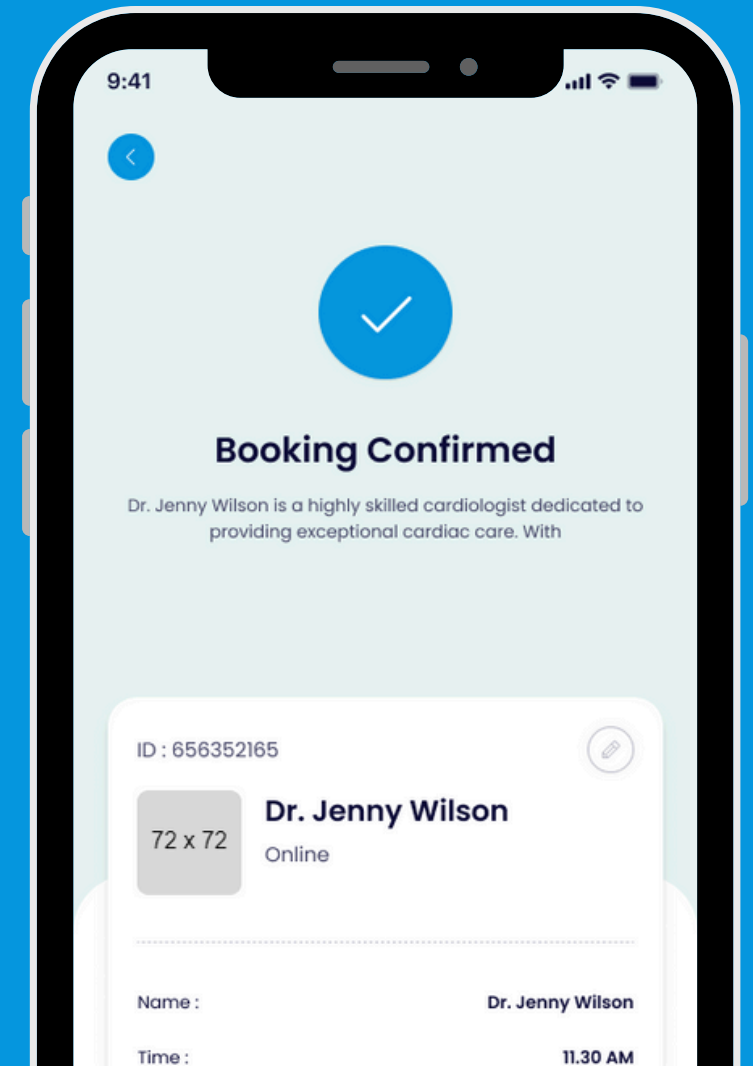 9:41
Booking Confirmed
Dr. Jenny Wilson is a highly skilled cardiologist dedicated to
providing exceptional cardiac care. With
ID : 656352165
72 x 72
Dr. Jenny Wilson
Online
Name : Dr. Jenny Wilson
Time : 11.30 AM